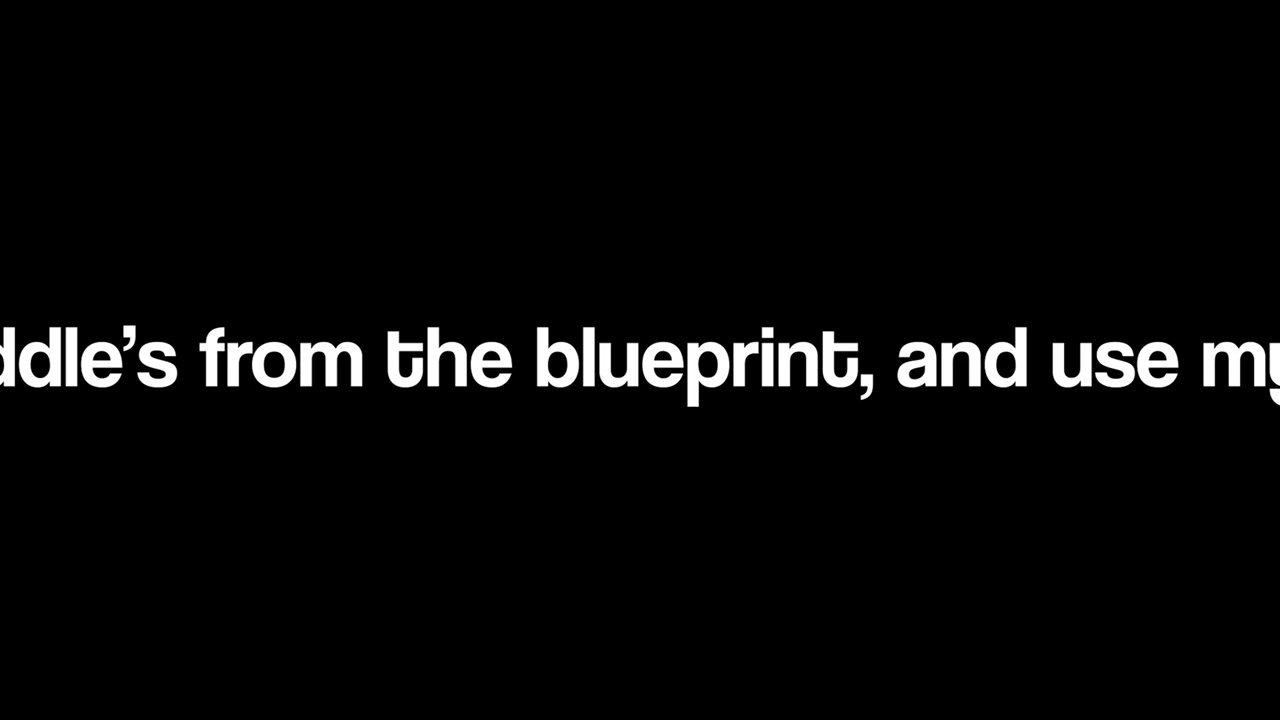 ddle’s from the blueprint, and use my